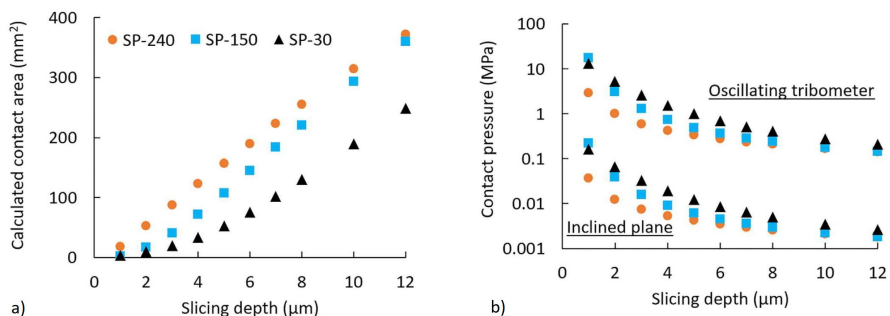 400
300
200
100
0
Calculated contact area (mm²)
SP-240 SP-150 SP-30
0 2 4 6 8 10 12
Slicing depth (µm)
a)
10
1
0.1
0.01
0.001
Contact pressure (MPa)
Oscillating tribometer
Inclined plane
0 2 4 6 8 10 12
Slicing depth (µm)
b)